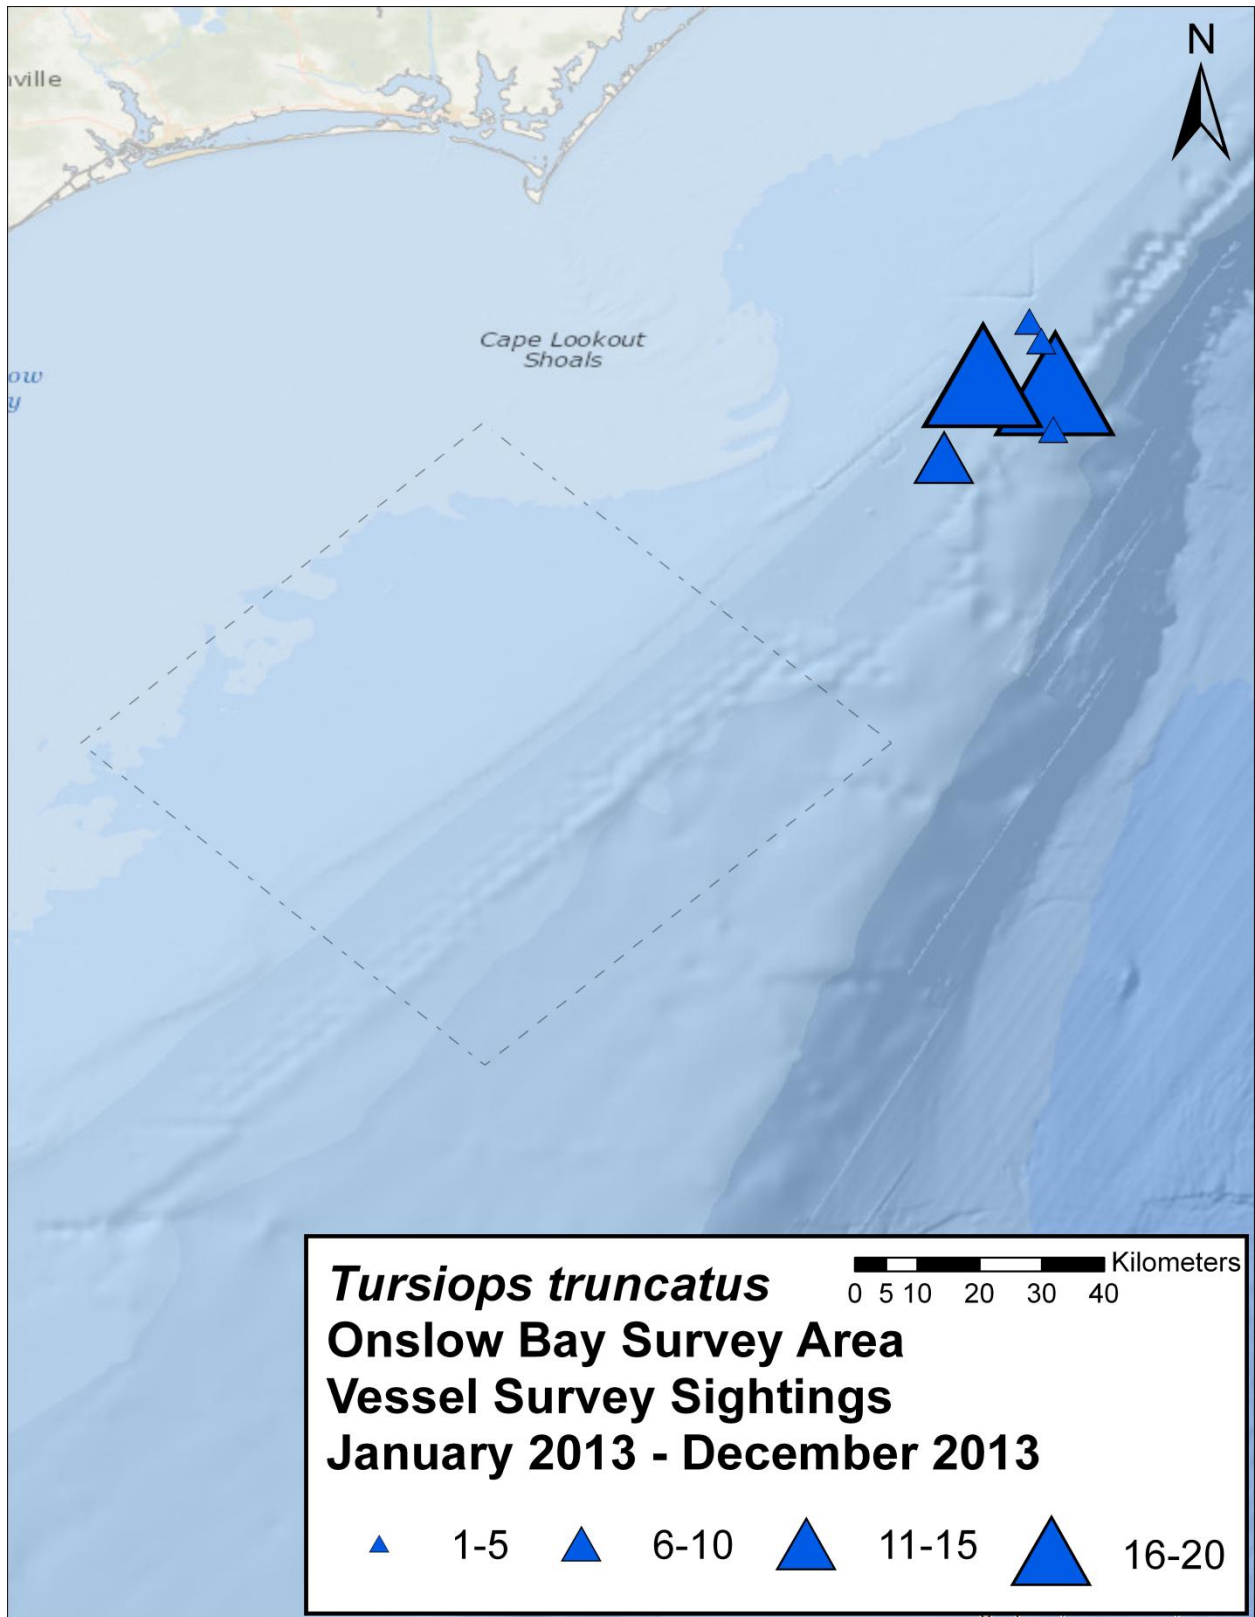 N
ville
Cape Lookout
Shoals
ow
y
Tursiops truncatus
Kilometers
0 5 10 20 30 40
Onslow Bay Survey Area
Vessel Survey Sightings
January 2013 - December 2013
1-5 6-10 11-15 16-20